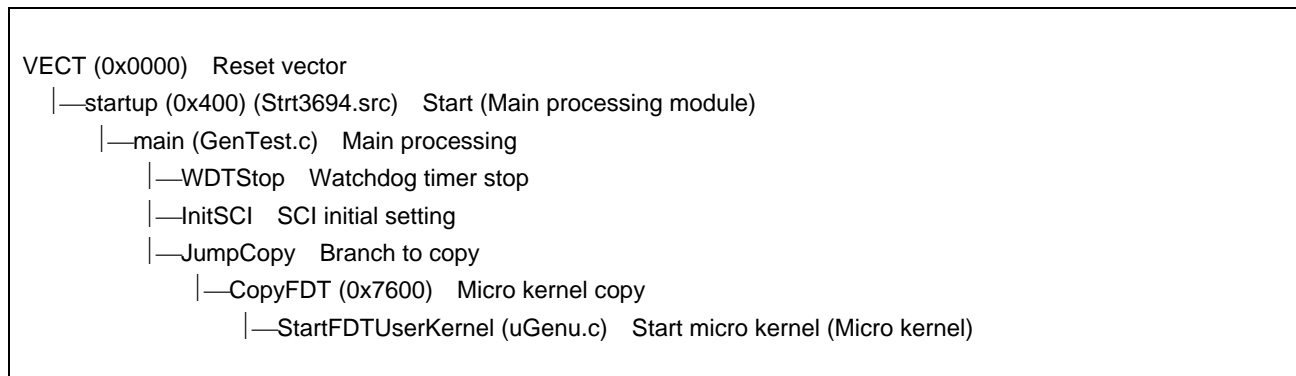 VECT (0x0000) Reset vector
|—startup (0x400) (Strt3694.src) Start (Main processing module)
|—main (GenTest.c) Main processing
|—WDTStop Watchdog timer stop
|—InitSCI SCI initial setting
|—JumpCopy Branch to copy
|—CopyFDT (0x7600) Micro kernel copy
|—StartFDTUserKernel (uGenu.c) Start micro kernel (Micro kernel)